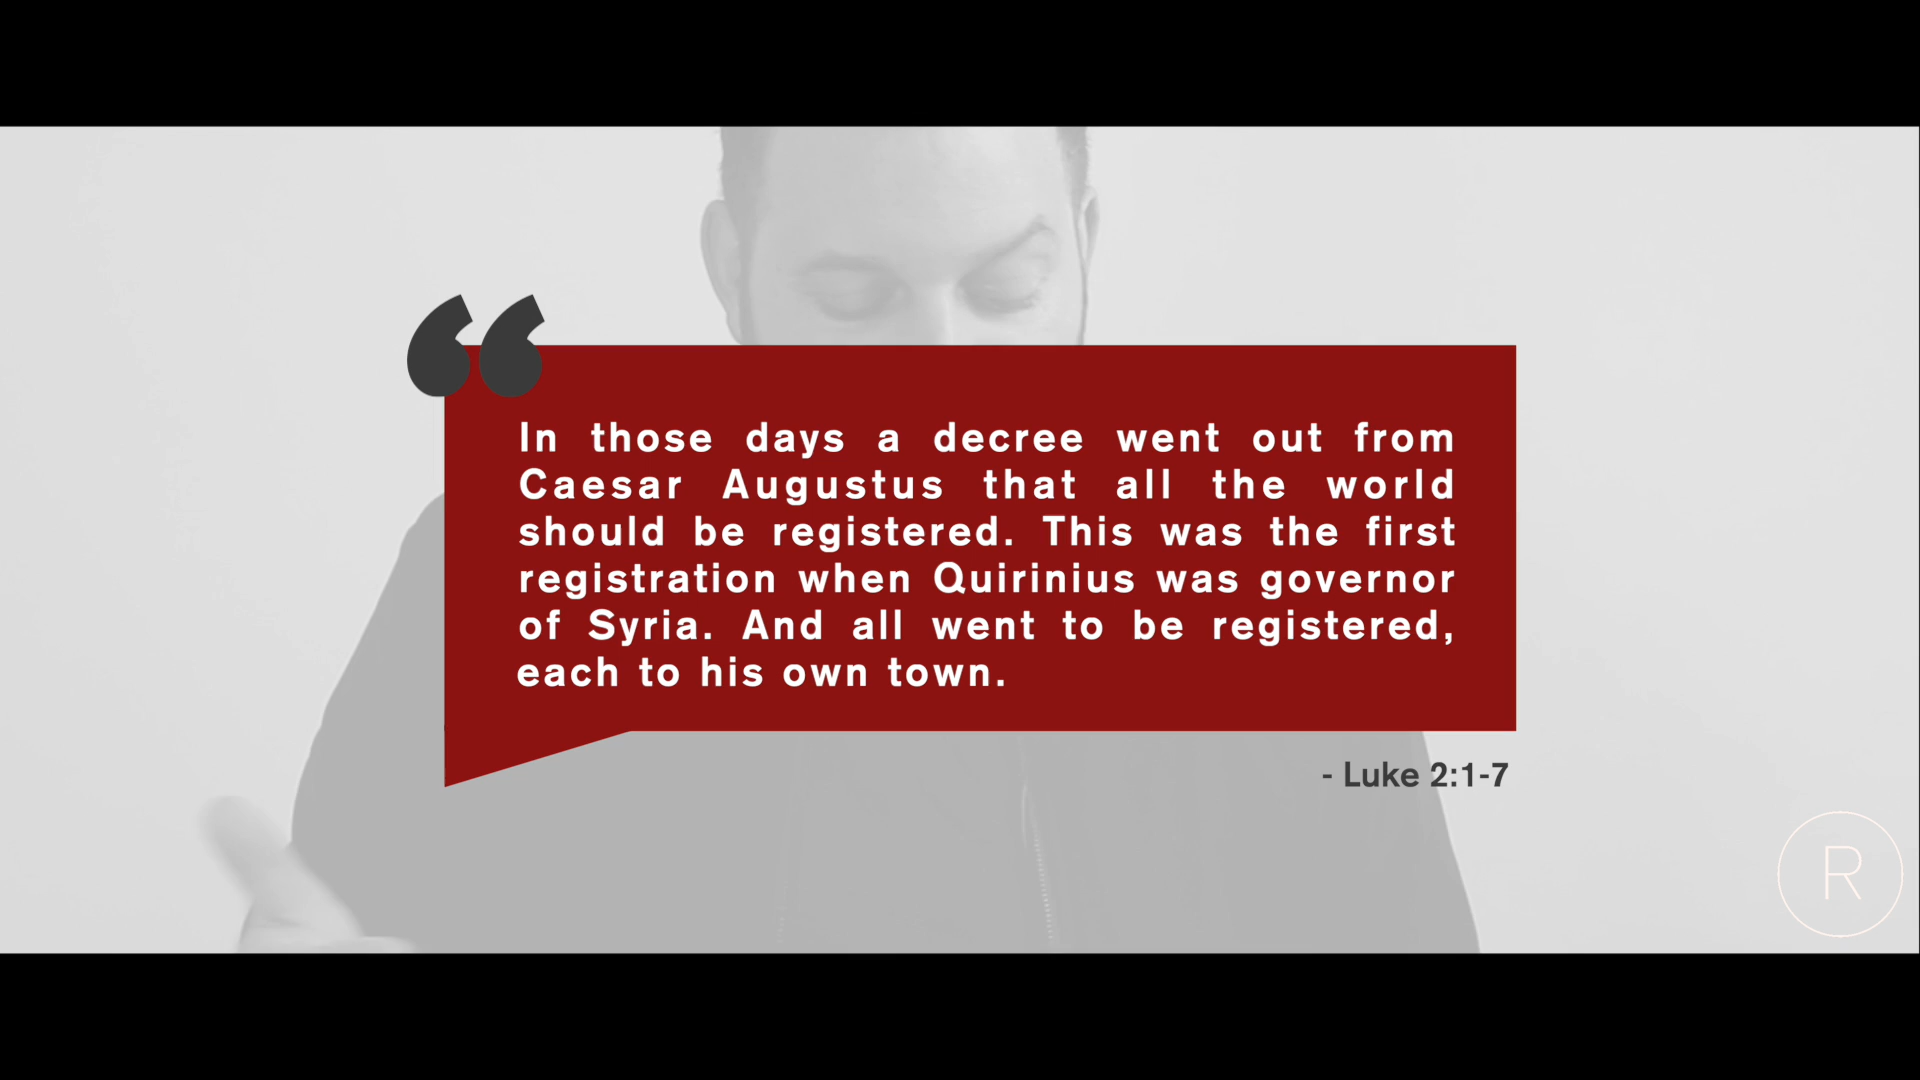 In those days a decree went out from
Caesar Augustus that all the world
should be registered. This was the first
registration when Quirinius was governor
of Syria. And all went to be registered,
each to his own town.
- Luke 2:1-7
R